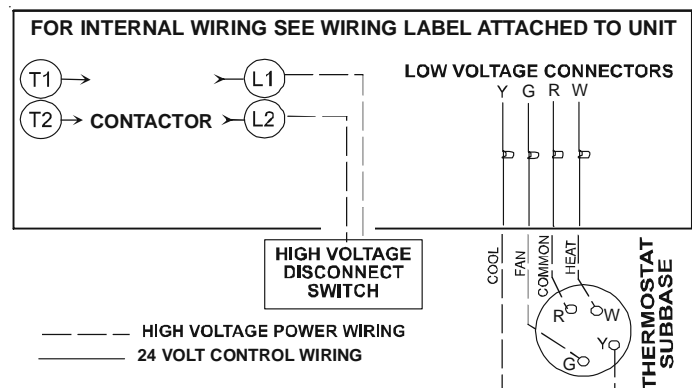 FOR INTERNAL WIRING SEE WIRING LABEL ATTACHED TO UNIT
T1
L1
LOW VOLTAGE CONNECTORS
Y G R W
T2
CONTACTOR
L2
HIGH VOLTAGE
DISCONNECT
SWITCH
COOL
FAN
COMMON
HEAT
THERMOSTAT
SUBBASE
R
W
Y
G
HIGH VOLTAGE POWER WIRING
24 VOLT CONTROL WIRING